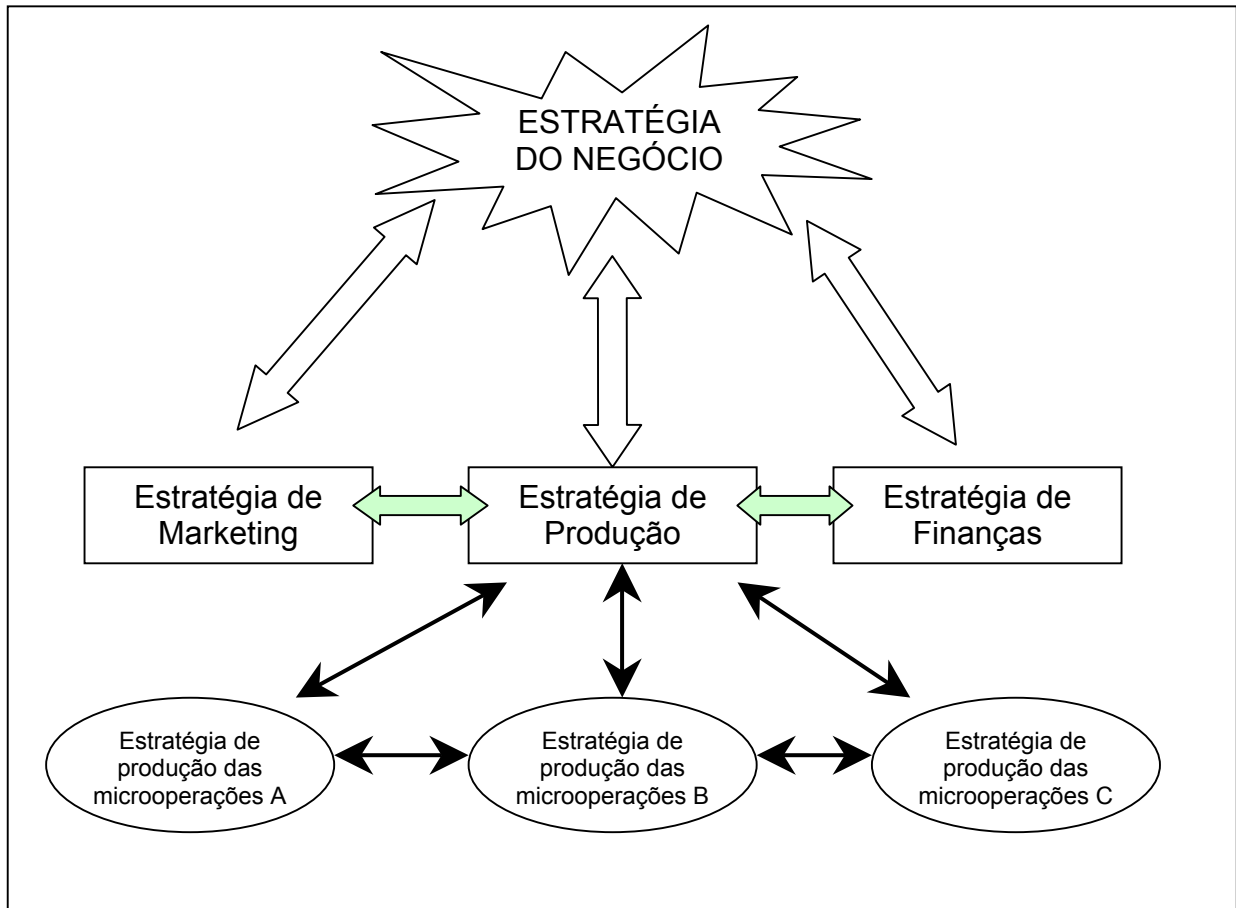 ESTRATÉGIA
DO NEGÓCIO
Estratégia de
Marketing
Estratégia de
Produção
Estratégia de
Finanças
Estratégia de
produção das
microoperações A
Estratégia de
produção das
microoperações B
Estratégia de
produção das
microoperações C